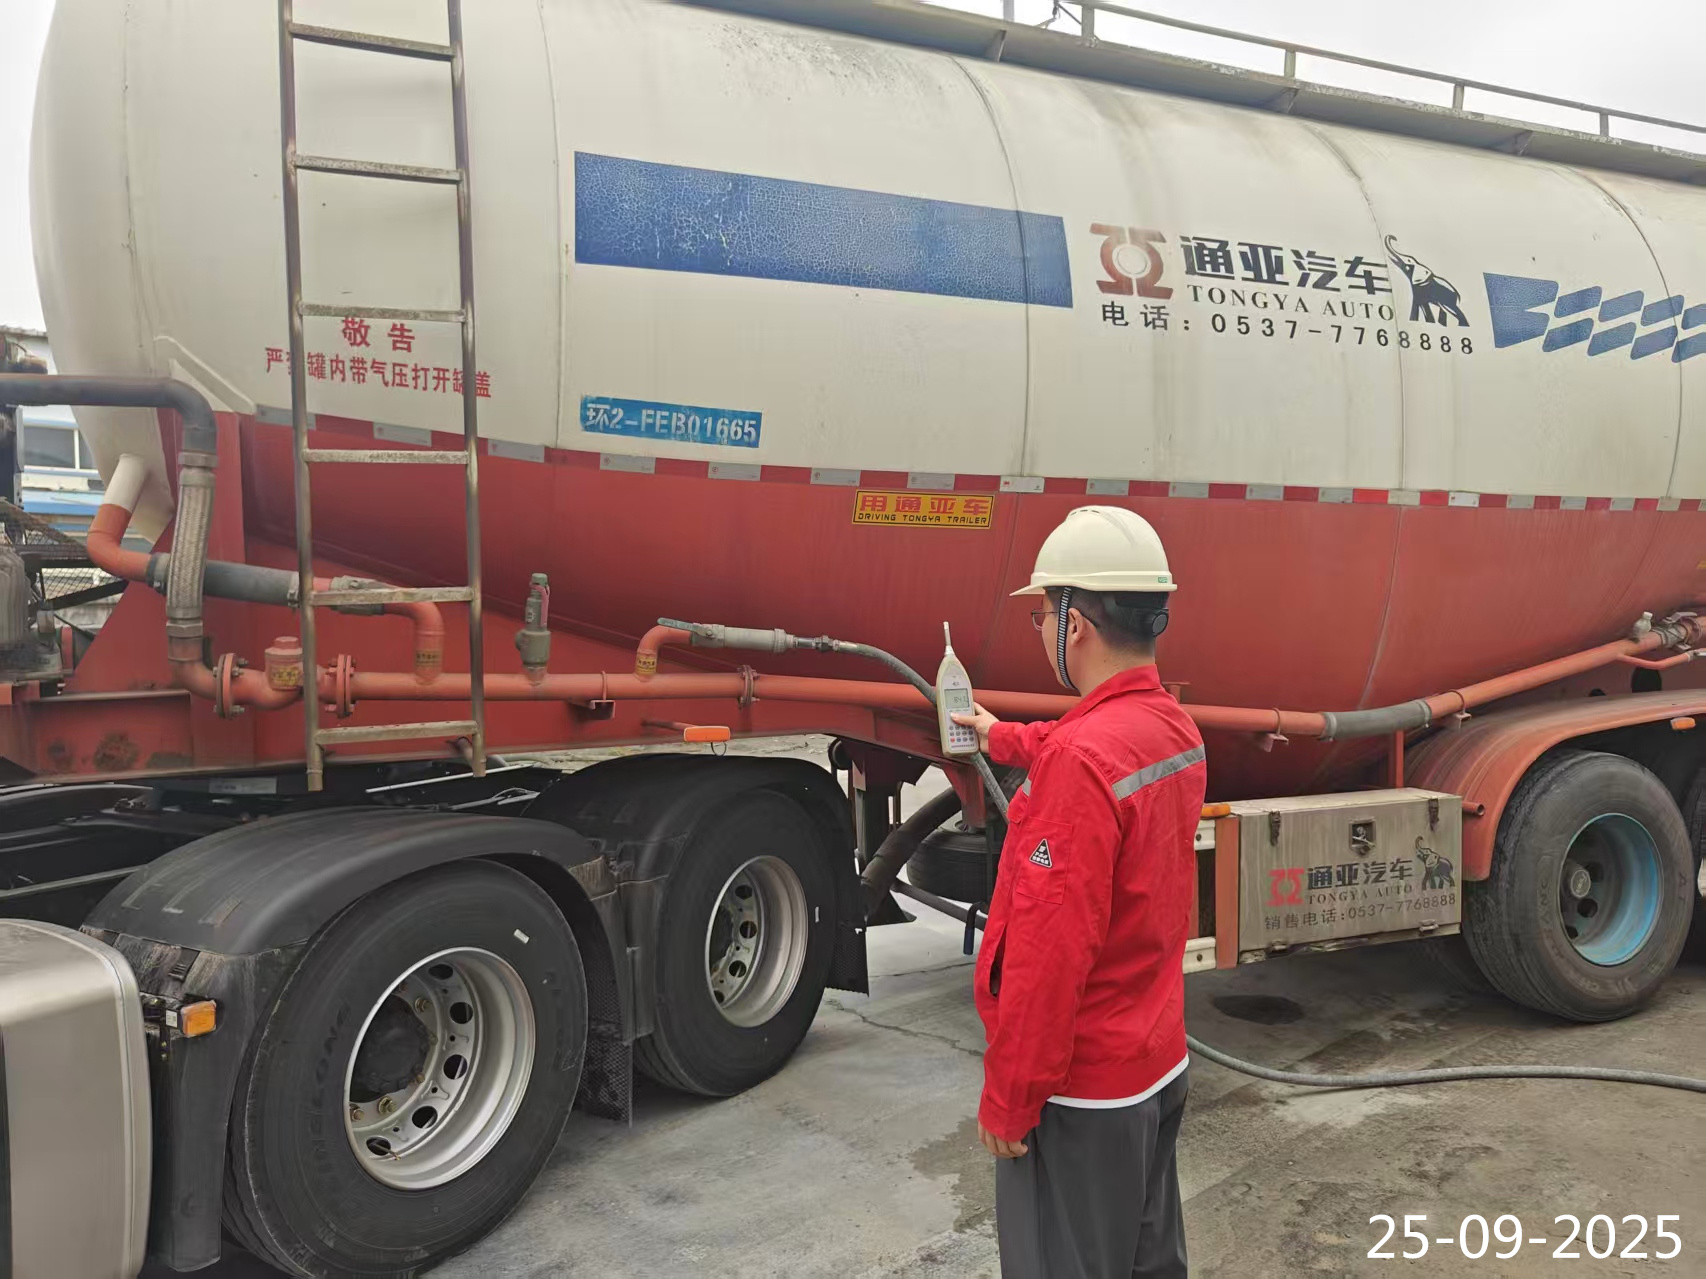 通亚汽车
TONGYA AUTO
电话：0537-7768888
敬告
严禁罐内带气压打开罐盖
环2-FEB01665
用通亚车
DRIVING TONGYA TRAILER
通亚汽车
TONGYA AUTO
销售电话:0537-7768888
25-09-2025